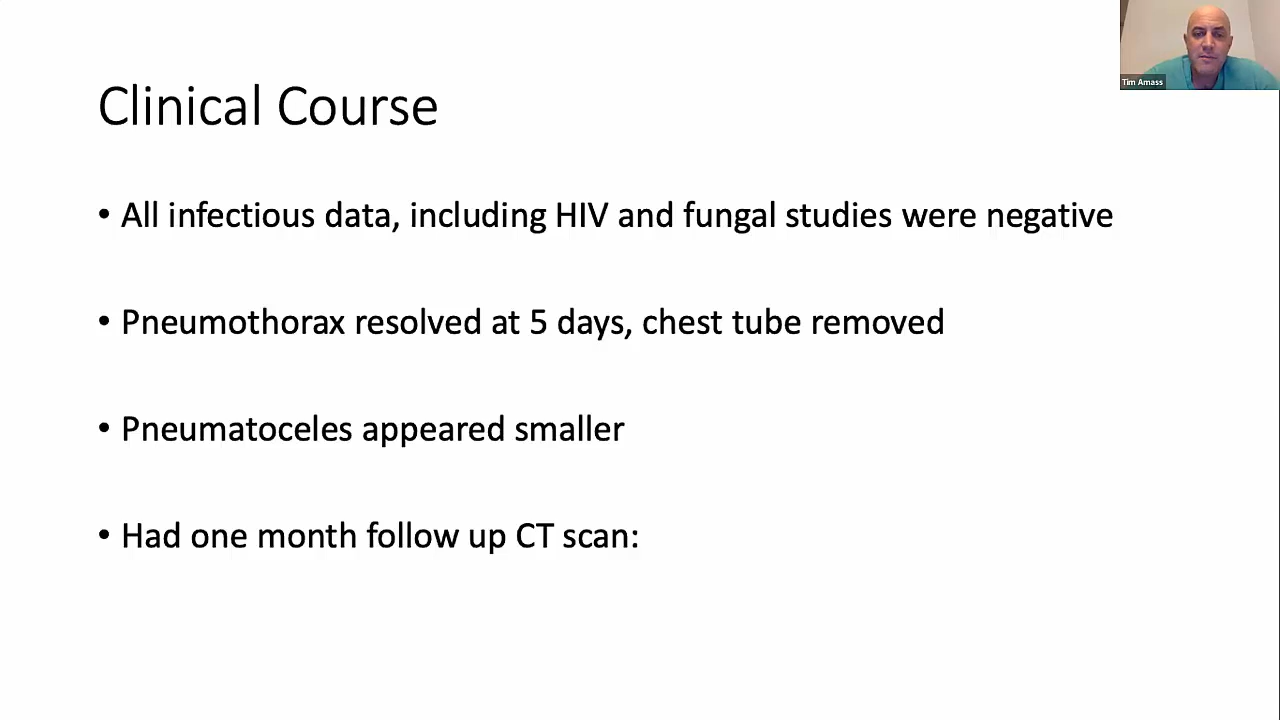 Tim Amass
Clinical Course
• All infectious data, including HIV and fungal studies were negative
• Pneumothorax resolved at 5 days, chest tube removed
• Pneumatoceles appeared smaller
• Had one month follow up CT scan: